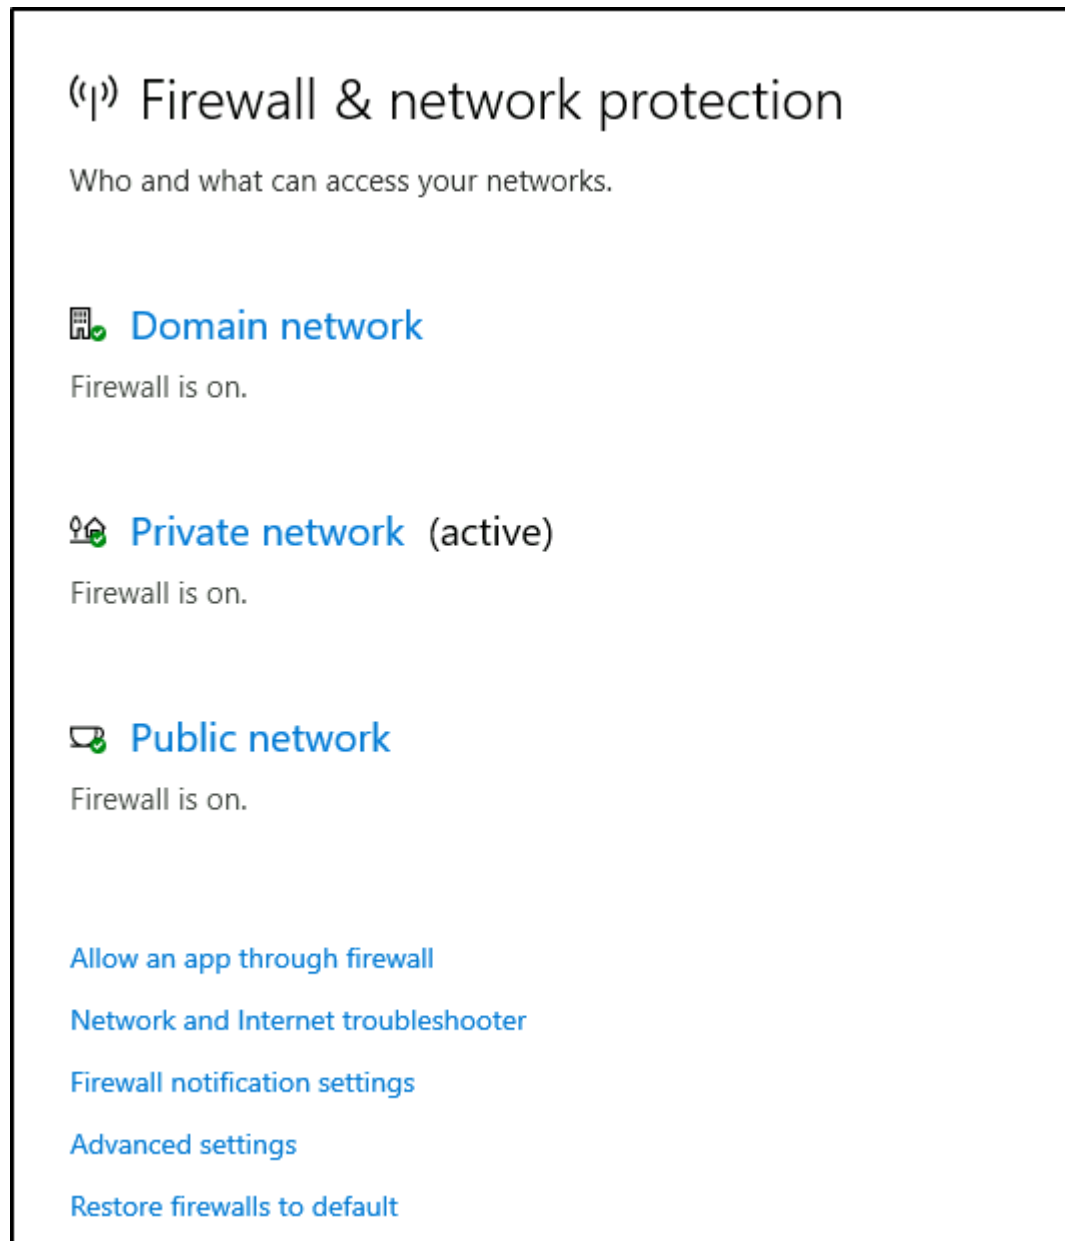 Firewall & network protection
Who and what can access your networks.
Domain network
Firewall is on.
Private network (active)
Firewall is on.
Public network
Firewall is on.
Allow an app through firewall
Network and Internet troubleshooter
Firewall notification settings
Advanced settings
Restore firewalls to default